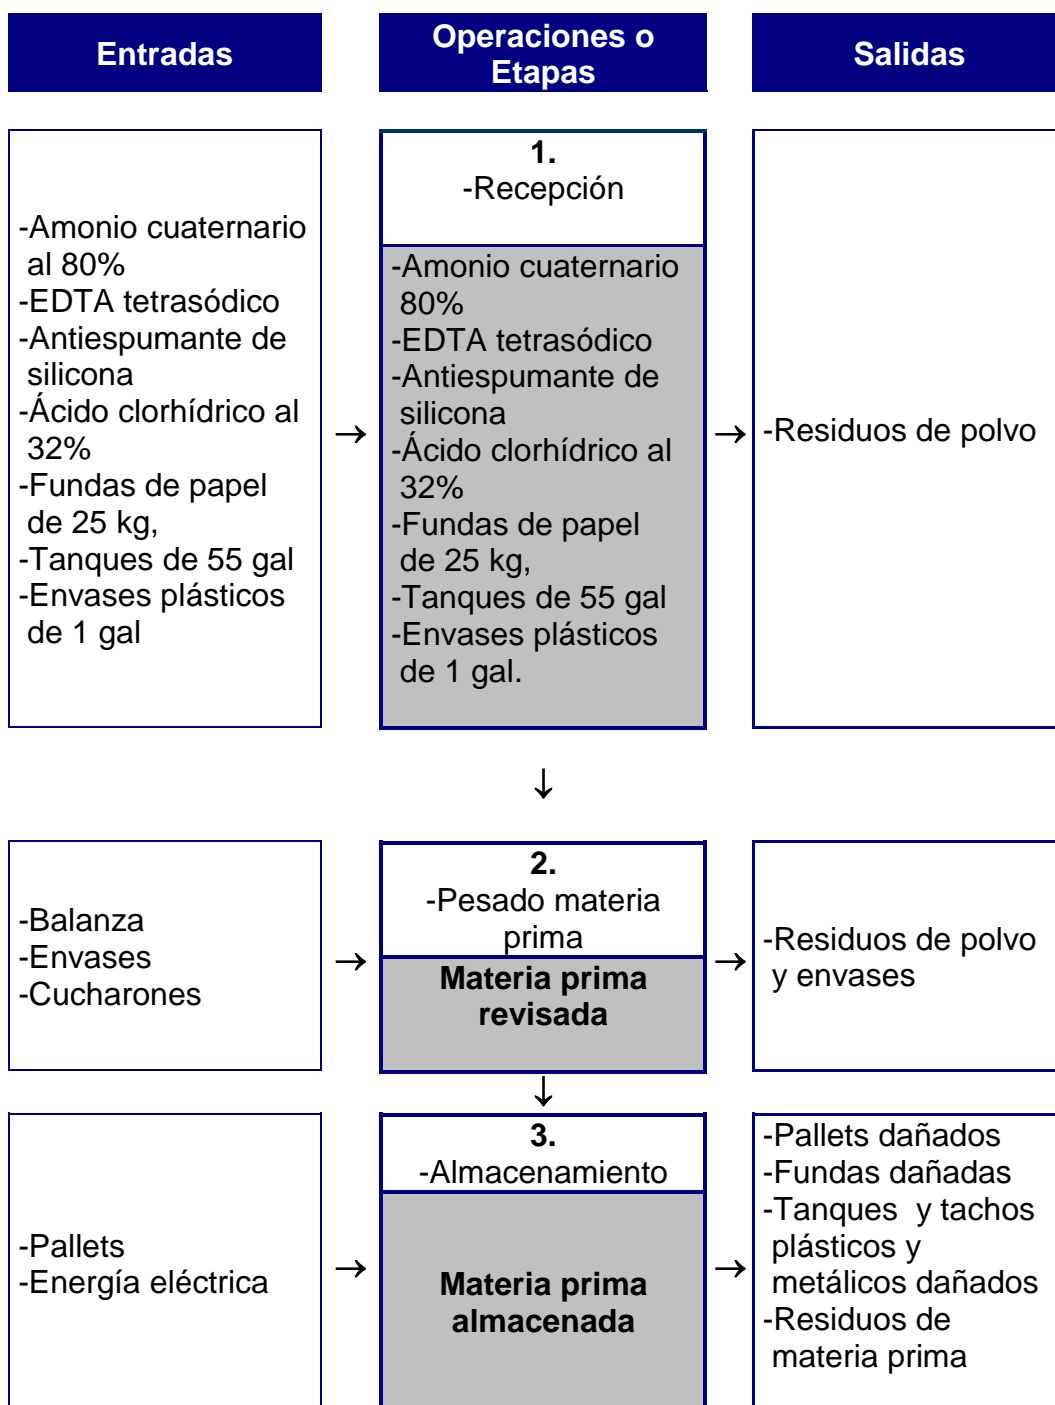 Entradas
Operaciones o
Etapas
Salidas
-Amonio cuaternario
al 80%
-EDTA tetrasódico
-Antiespumante de
silicona
-Ácido clorhídrico al
32%
-Fundas de papel
de 25 kg,
-Tanques de 55 gal
-Envases plásticos
de 1 gal
→
1.
-Recepción
-Amonio cuaternario
80%
-EDTA tetrasódico
-Antiespumante de
silicona
-Ácido clorhídrico al
32%
-Fundas de papel
de 25 kg,
-Tanques de 55 gal
-Envases plásticos
de 1 gal.
→
-Residuos de polvo
↓
-Balanza
-Envases
-Cucharones
→
2.
-Pesado materia
prima
Materia prima
revisada
→
-Residuos de polvo
y envases
↓
-Pallets
-Energía eléctrica
→
3.
-Almacenamiento
Materia prima
almacenada
→
-Pallets dañados
-Fundas dañadas
-Tanques y tachos
plásticos y
metálicos dañados
-Residuos de
materia prima